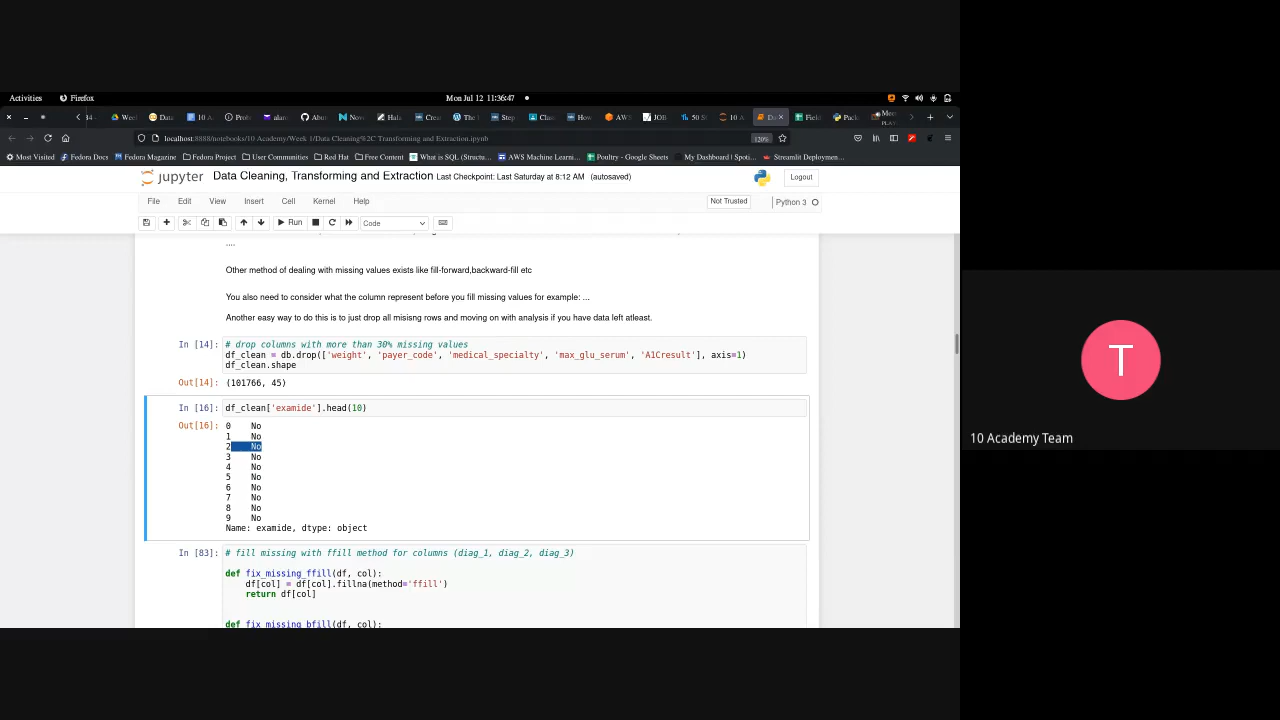 Activities Firefox Mon Jul 12 11:36:47
localhost:8888/notebooks/10 Academy/Week 1/Data Cleaning%2C Transforming and Extraction.ipynb 120%
Most Visited Fedora Docs Fedora Magazine Fedora Project User Communities Red Hat Free Content What is SQL (Structu... AWS Machine Learni... Poultry - Google Sheets My Dashboard | Spoti... Streamlit Deploymen...
jupyter Data Cleaning, Transforming and Extraction Last Checkpoint: Last Saturday at 8:12 AM (autosaved) Logout
File Edit View Insert Cell Kernel Help Not Trusted Python 3
Run Code
....
Other method of dealing with missing values exists like fill-forward,backward-fill etc
You also need to consider what the column represent before you fill missing values for example: ...
Another easy way to do this is to just drop all misisng rows and moving on with analysis if you have data left atleast.
In [14]: # drop columns with more than 30% missing values
df_clean = db.drop(['weight', 'payer_code', 'medical_specialty', 'max_glu_serum', 'A1Cresult'], axis=1)
df_clean.shape
Out[14]: (101766, 45)
In [16]: df_clean['examide'].head(10)
Out[16]: 0 No
1 No
2 No
3 No
4 No
5 No
6 No
7 No
8 No
9 No
Name: examide, dtype: object
In [83]: # fill missing with ffill method for columns (diag_1, diag_2, diag_3)
def fix_missing_ffill(df, col):
df[col] = df[col].fillna(method='ffill')
return df[col]
def fix_missing_bfill(df, col):
T
10 Academy Team